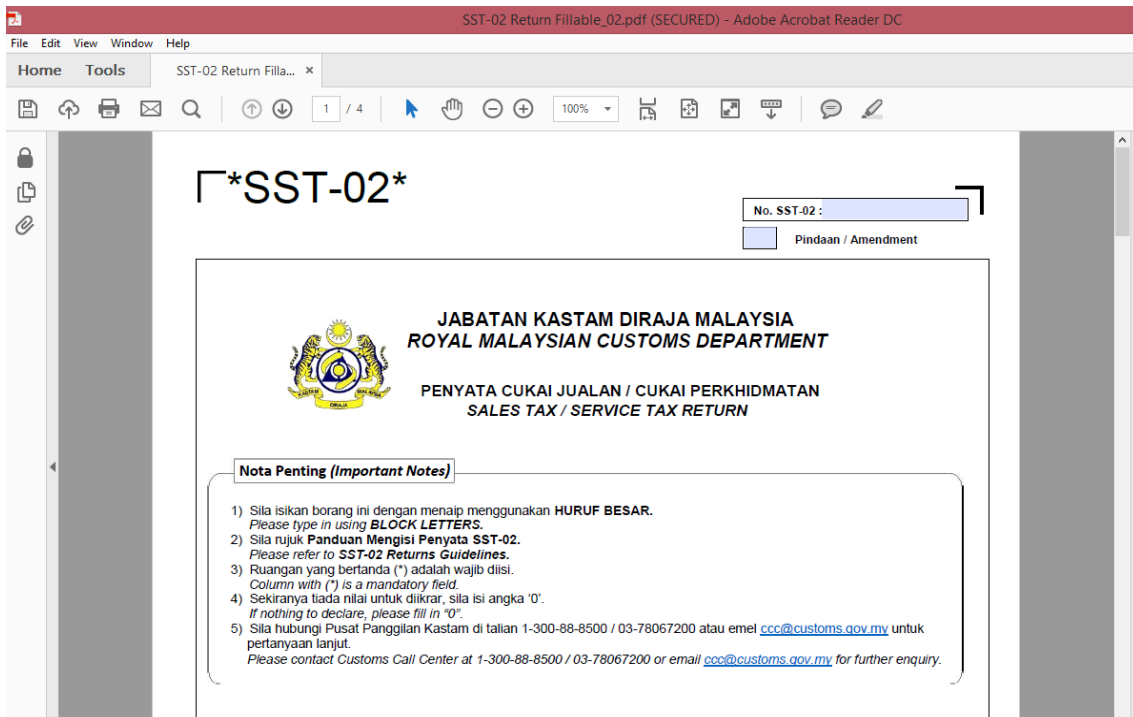 SST-02 Return Fillable_02.pdf (SECURED) - Adobe Acrobat Reader DC
File Edit View Window Help
Home Tools SST-02 Return Filla... ×
1 / 4 100%
*SST-02*
No. SST-02 :
Pindaan / Amendment
JABATAN KASTAM DIRAJA MALAYSIA
ROYAL MALAYSIAN CUSTOMS DEPARTMENT
KASTAM DIRAJA MALAYSIA
PENYATA CUKAI JUALAN / CUKAI PERKHIDMATAN
SALES TAX / SERVICE TAX RETURN
Nota Penting (Important Notes)
1) Sila isikan borang ini dengan menaip menggunakan HURUF BESAR.
Please type in using BLOCK LETTERS.
2) Sila rujuk Panduan Mengisi Penyata SST-02.
Please refer to SST-02 Returns Guidelines.
3) Ruangan yang bertanda (*) adalah wajib diisi.
Column with (*) is a mandatory field.
4) Sekiranya tiada nilai untuk diikrar, sila isi angka ‘0’.
If nothing to declare, please fill in “0”.
5) Sila hubungi Pusat Panggilan Kastam di talian 1-300-88-8500 / 03-78067200 atau emel ccc@customs.gov.my untuk
pertanyaan lanjut.
Please contact Customs Call Center at 1-300-88-8500 / 03-78067200 or email ccc@customs.gov.my for further enquiry.